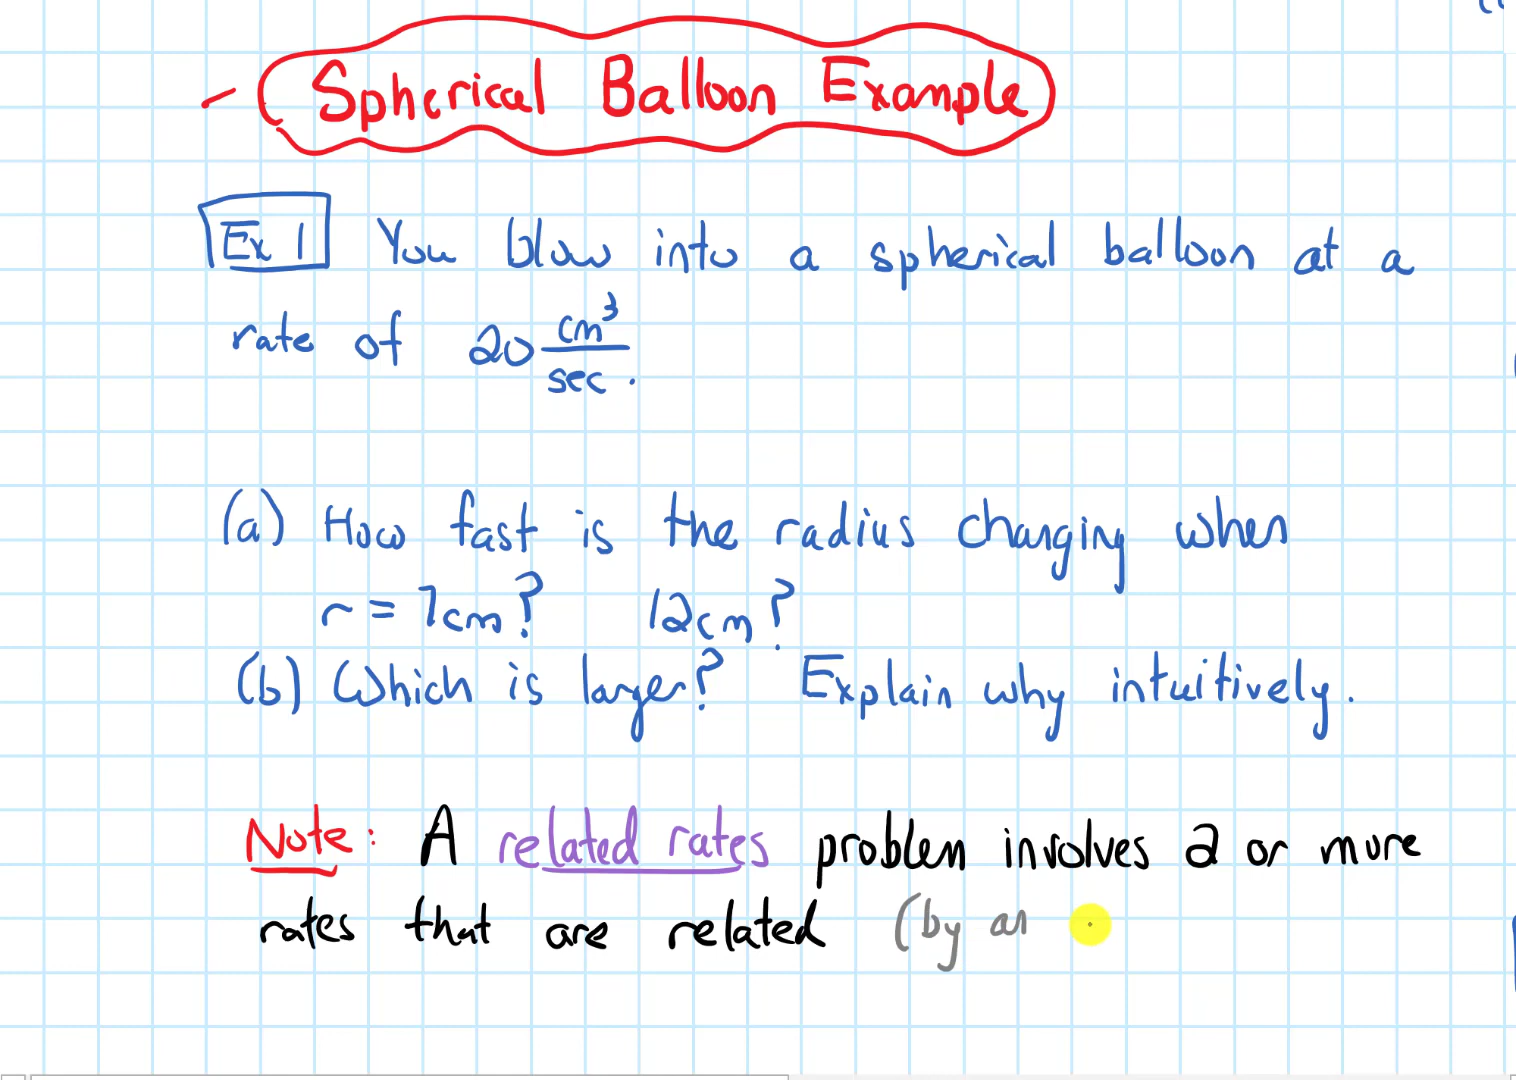 Spherical Balloon Example
Ex 1 You blow into a spherical balloon at a
rate of 20 cm³/sec.
(a) How fast is the radius changing when
r = 7cm? 12cm?
(b) Which is larger? Explain why intuitively.
Note: A related rates problem involves 2 or more
rates that are related (by an